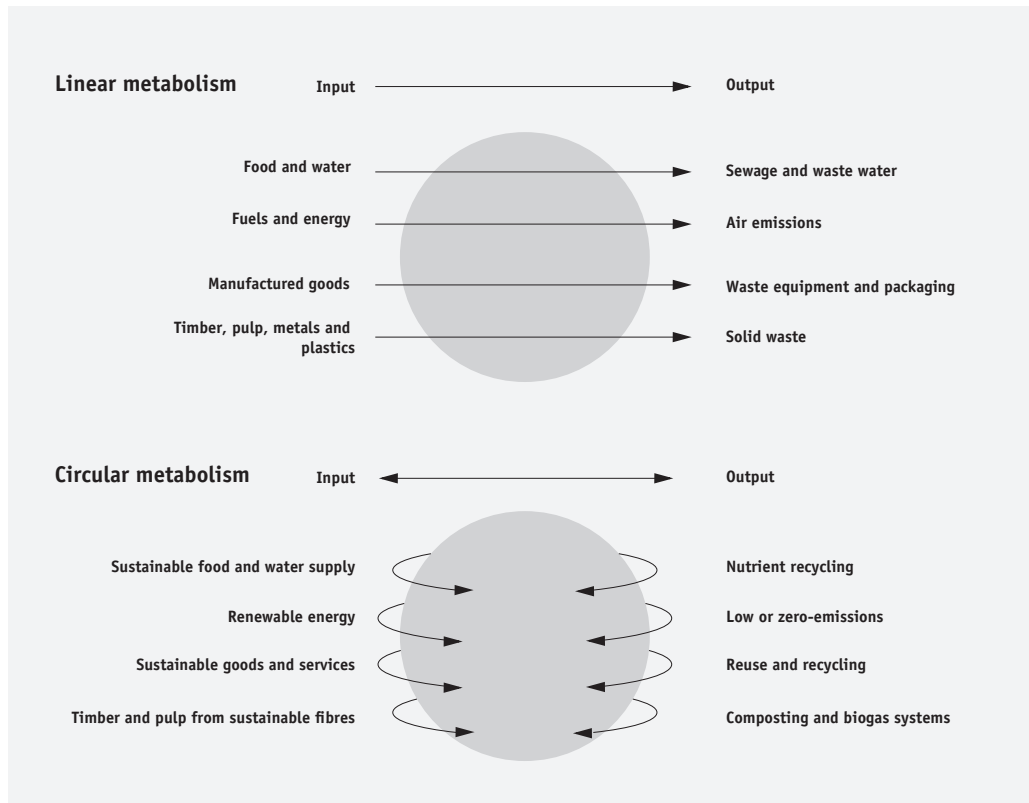 Linear metabolism Input Output
Food and water Sewage and waste water
Fuels and energy Air emissions
Manufactured goods Waste equipment and packaging
Timber, pulp, metals and
plastics Solid waste
Circular metabolism Input Output
Sustainable food and water supply Nutrient recycling
Renewable energy Low or zero-emissions
Sustainable goods and services Reuse and recycling
Timber and pulp from sustainable fibres Composting and biogas systems